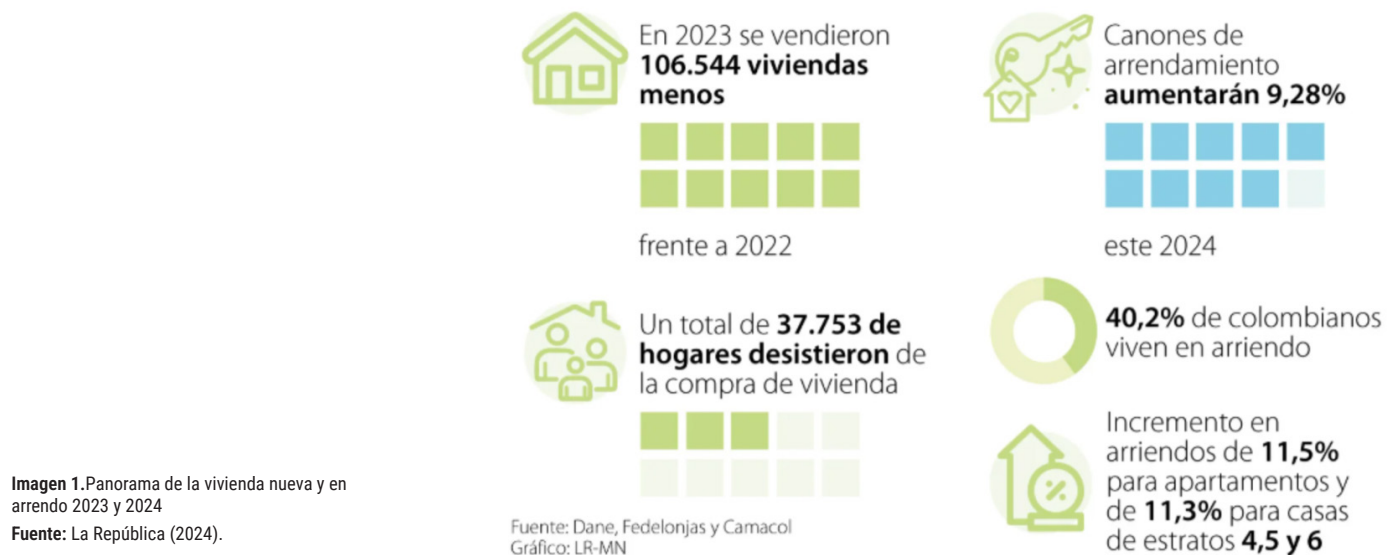 En 2023 se vendieron
106.544 viviendas
menos
frente a 2022
Un total de 37.753 de
hogares desistieron de
la compra de vivienda
Fuente: Dane, Fedelonjas y Camacol
Gráfico: LR-MN
Canones de
arrendamiento
aumentarán 9,28%
este 2024
40,2% de colombianos
viven en arriendo
Incremento en
arriendos de 11,5%
para apartamentos y
de 11,3% para casas
de estratos 4,5 y 6
Imagen 1.Panorama de la vivienda nueva y en
arrendo 2023 y 2024
Fuente: La República (2024).